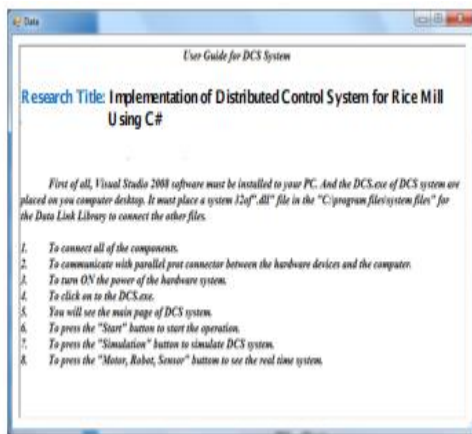 Data
User Guide for DCS System
Research Title: Implementation of Distributed Control System for Rice Mill
Using C#
First of all, Visual Studio 2008 software must be installed to your PC. And the DCS.exe of DCS system are
placed on you computer desktop. It must place a system 32of".dll" file in the "C:\program files\system files" for
the Data Link Library to connect the other files.
1. To connect all of the components.
2. To communicate with parallel prot connector between the hardware devices and the computer.
3. To turn ON the power of the hardware system.
4. To click on to the DCS.exe.
5. You will see the main page of DCS system.
6. To press the "Start" button to start the operation.
7. To press the "Simulation" button to simulate DCS system.
8. To press the "Motor, Robot, Sensor" button to see the real time system.